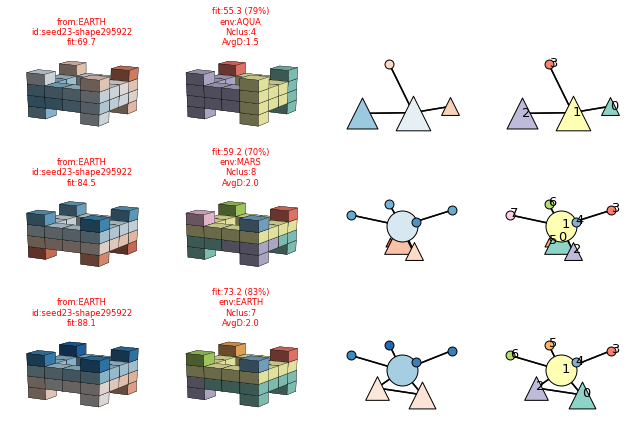 from:EARTH
id:seed23-shape295922
fit:69.7
fit:55.3 (79%)
env:AQUA
Nclus:4
AvgD:1.5
3
2
1
0
from:EARTH
id:seed23-shape295922
fit:84.5
fit:59.2 (70%)
env:MARS
Nclus:8
AvgD:2.0
6
7
3
4
1
0
5
2
from:EARTH
id:seed23-shape295922
fit:88.1
fit:73.2 (83%)
env:EARTH
Nclus:7
AvgD:2.0
5
3
6
4
1
2
0